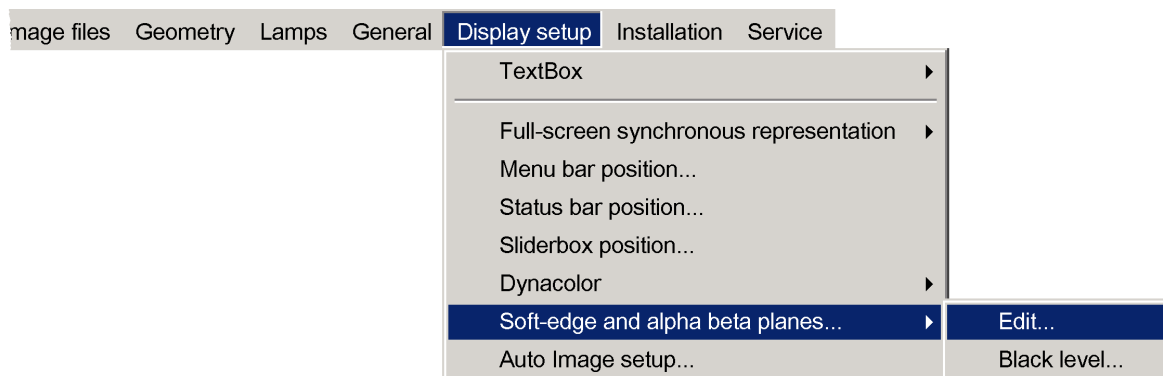 mage files Geometry Lamps General Display setup Installation Service
TextBox
Full-screen synchronous representation
Menu bar position...
Status bar position...
Sliderbox position...
Dynacolor
Soft-edge and alpha beta planes... Edit...
Auto Image setup... Black level...